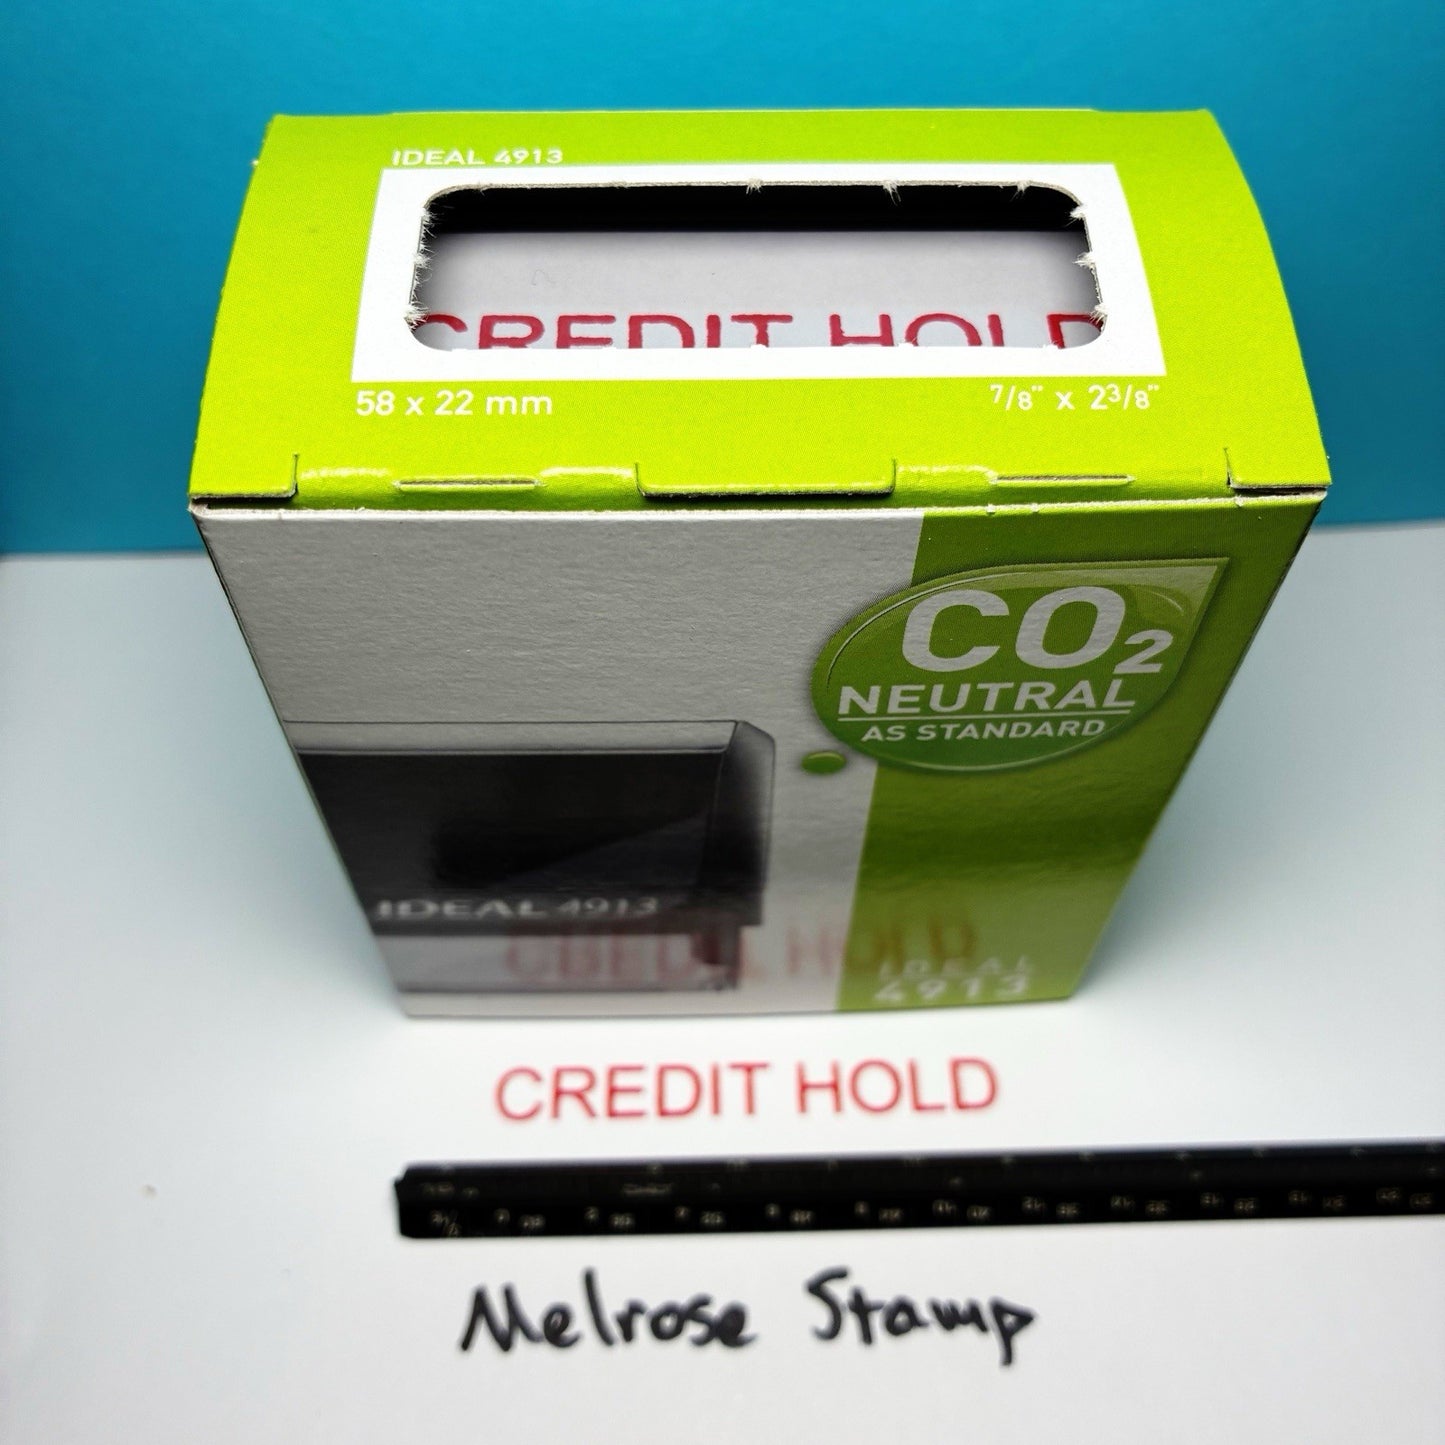 IDEAL 4913
CREDIT HOLD
58 x 22 mm
7/8" x 2 3/8"
CO2
NEUTRAL
AS STANDARD
IDEAL 4913
CREDIT HOLD
IDEAL
4913
CREDIT HOLD
Melrose Stamp